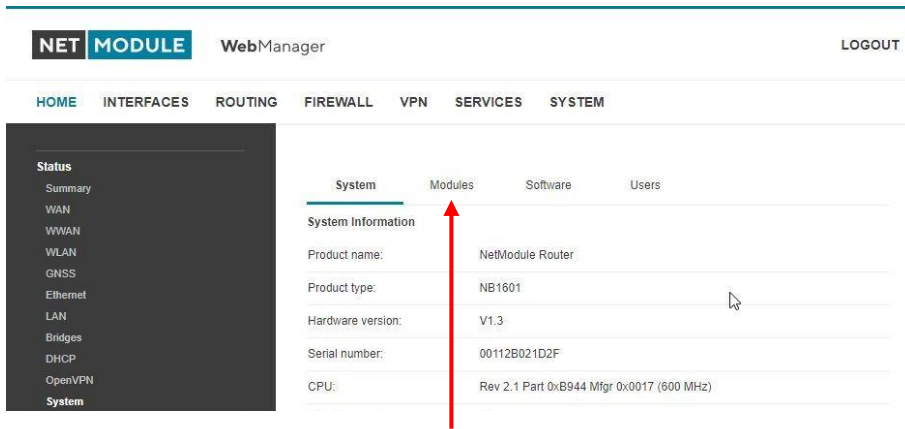 NET MODULE WebManager LOGOUT
HOME INTERFACES ROUTING FIREWALL VPN SERVICES SYSTEM
Status
Summary
WAN
WWAN
WLAN
GNSS
Ethernet
LAN
Bridges
DHCP
OpenVPN
System
System Modules Software Users
System Information
Product name: NetModule Router
Product type: NB1601
Hardware version: V1.3
Serial number: 00112B021D2F
CPU: Rev 2.1 Part 0xB944 Mfgr 0x0017 (600 MHz)